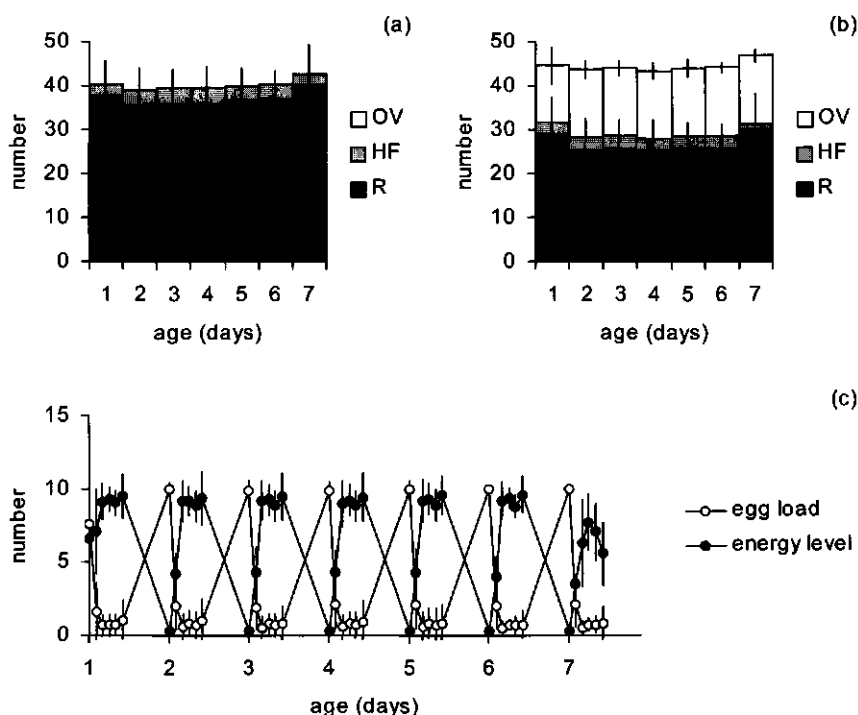 (a)
50
40
30
20
10
0
number
1 2 3 4 5 6 7
age (days)
OV
HF
R
(b)
50
40
30
20
10
0
number
1 2 3 4 5 6 7
age (days)
OV
HF
R
(c)
15
10
5
0
number
1 2 3 4 5 6 7
age (days)
egg load
energy level